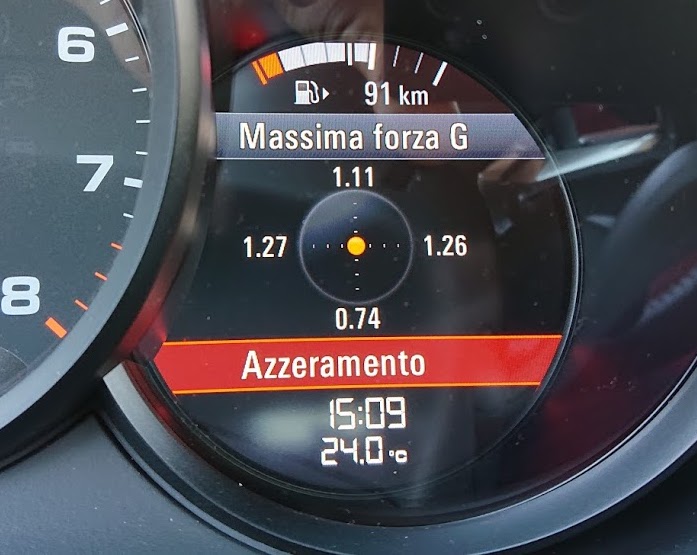 6
7
8
91 km
Massima forza G
1.11
1.27 1.26
0.74
Azzeramento
15:09
24.0 °C